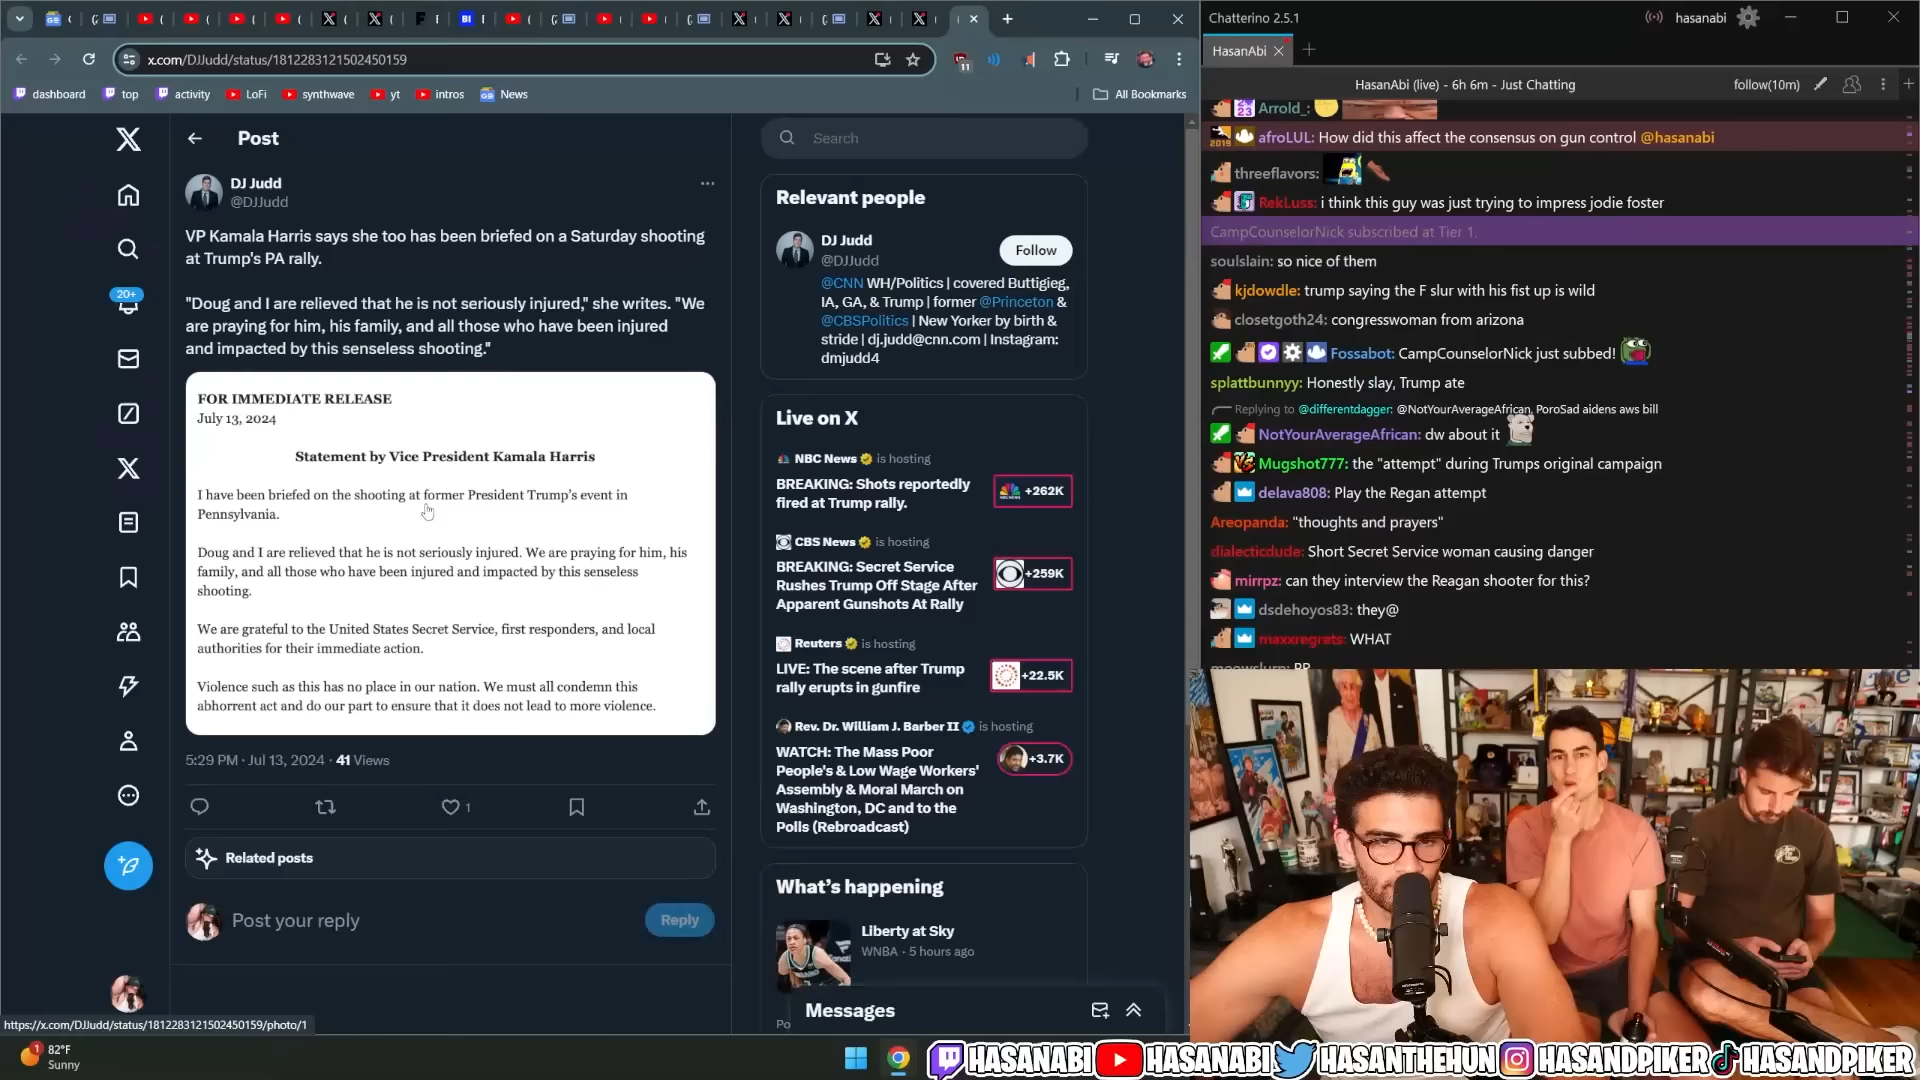 x.com/DJJudd/status/1812283121502450159
11
dashboard
top
activity
LoFi
synthwave
yt
intros
News
All Bookmarks
Post
DJ Judd
@DJJudd
VP Kamala Harris says she too has been briefed on a Saturday shooting
at Trump's PA rally.
"Doug and I are relieved that he is not seriously injured," she writes. "We
are praying for him, his family, and all those who have been injured
and impacted by this senseless shooting."
FOR IMMEDIATE RELEASE
July 13, 2024
Statement by Vice President Kamala Harris
I have been briefed on the shooting at former President Trump's event in
Pennsylvania.
Doug and I are relieved that he is not seriously injured. We are praying for him, his
family, and all those who have been injured and impacted by this senseless
shooting.
We are grateful to the United States Secret Service, first responders, and local
authorities for their immediate action.
Violence such as this has no place in our nation. We must all condemn this
abhorrent act and do our part to ensure that it does not lead to more violence.
5:29 PM · Jul 13, 2024 · 41 Views
1
Related posts
Post your reply
Reply
20+
https://x.com/DJJudd/status/1812283121502450159/photo/1
Search
Relevant people
DJ Judd
@DJJudd
Follow
@CNN WH/Politics | covered Buttigieg,
IA, GA, & Trump | former @Princeton &
@CBSPolitics | New Yorker by birth &
stride | dj.judd@cnn.com | Instagram:
dmjudd4
Live on X
NBC News is hosting
BREAKING: Shots reportedly
fired at Trump rally.
+262K
CBS News is hosting
BREAKING: Secret Service
Rushes Trump Off Stage After
Apparent Gunshots At Rally
+259K
Reuters is hosting
LIVE: The scene after Trump
rally erupts in gunfire
+22.5K
Rev. Dr. William J. Barber II is hosting
WATCH: The Mass Poor
People's & Low Wage Workers'
Assembly & Moral March on
Washington, DC and to the
Polls (Rebroadcast)
+3.7K
What's happening
Liberty at Sky
WNBA · 5 hours ago
Messages
Po
Chatterino 2.5.1
hasanabi
HasanAbi
HasanAbi (live) - 6h 6m - Just Chatting
follow(10m)
Arrold_:
afroLUL: How did this affect the consensus on gun control @hasanabi
threeflavors:
RekLuss: i think this guy was just trying to impress jodie foster
CampCounselorNick subscribed at Tier 1.
soulslain: so nice of them
kjdowdle: trump saying the F slur with his fist up is wild
closetgoth24: congresswoman from arizona
Fossabot: CampCounselorNick just subbed!
splattbunnyy: Honestly slay, Trump ate
Replying to @differentdagger: @NotYourAverageAfrican, PoroSad aidens aws bill
NotYourAverageAfrican: dw about it
Mugshot777: the "attempt" during Trumps original campaign
delava808: Play the Regan attempt
Areopanda: "thoughts and prayers"
dialecticdude: Short Secret Service woman causing danger
mirrpz: can they interview the Reagan shooter for this?
dsdehoyos83: they@
maxxregrets: WHAT
1
82°F
Sunny
HASANABI HASANABI HASANTHEHUN HASANDPIKER HASANDPIKER